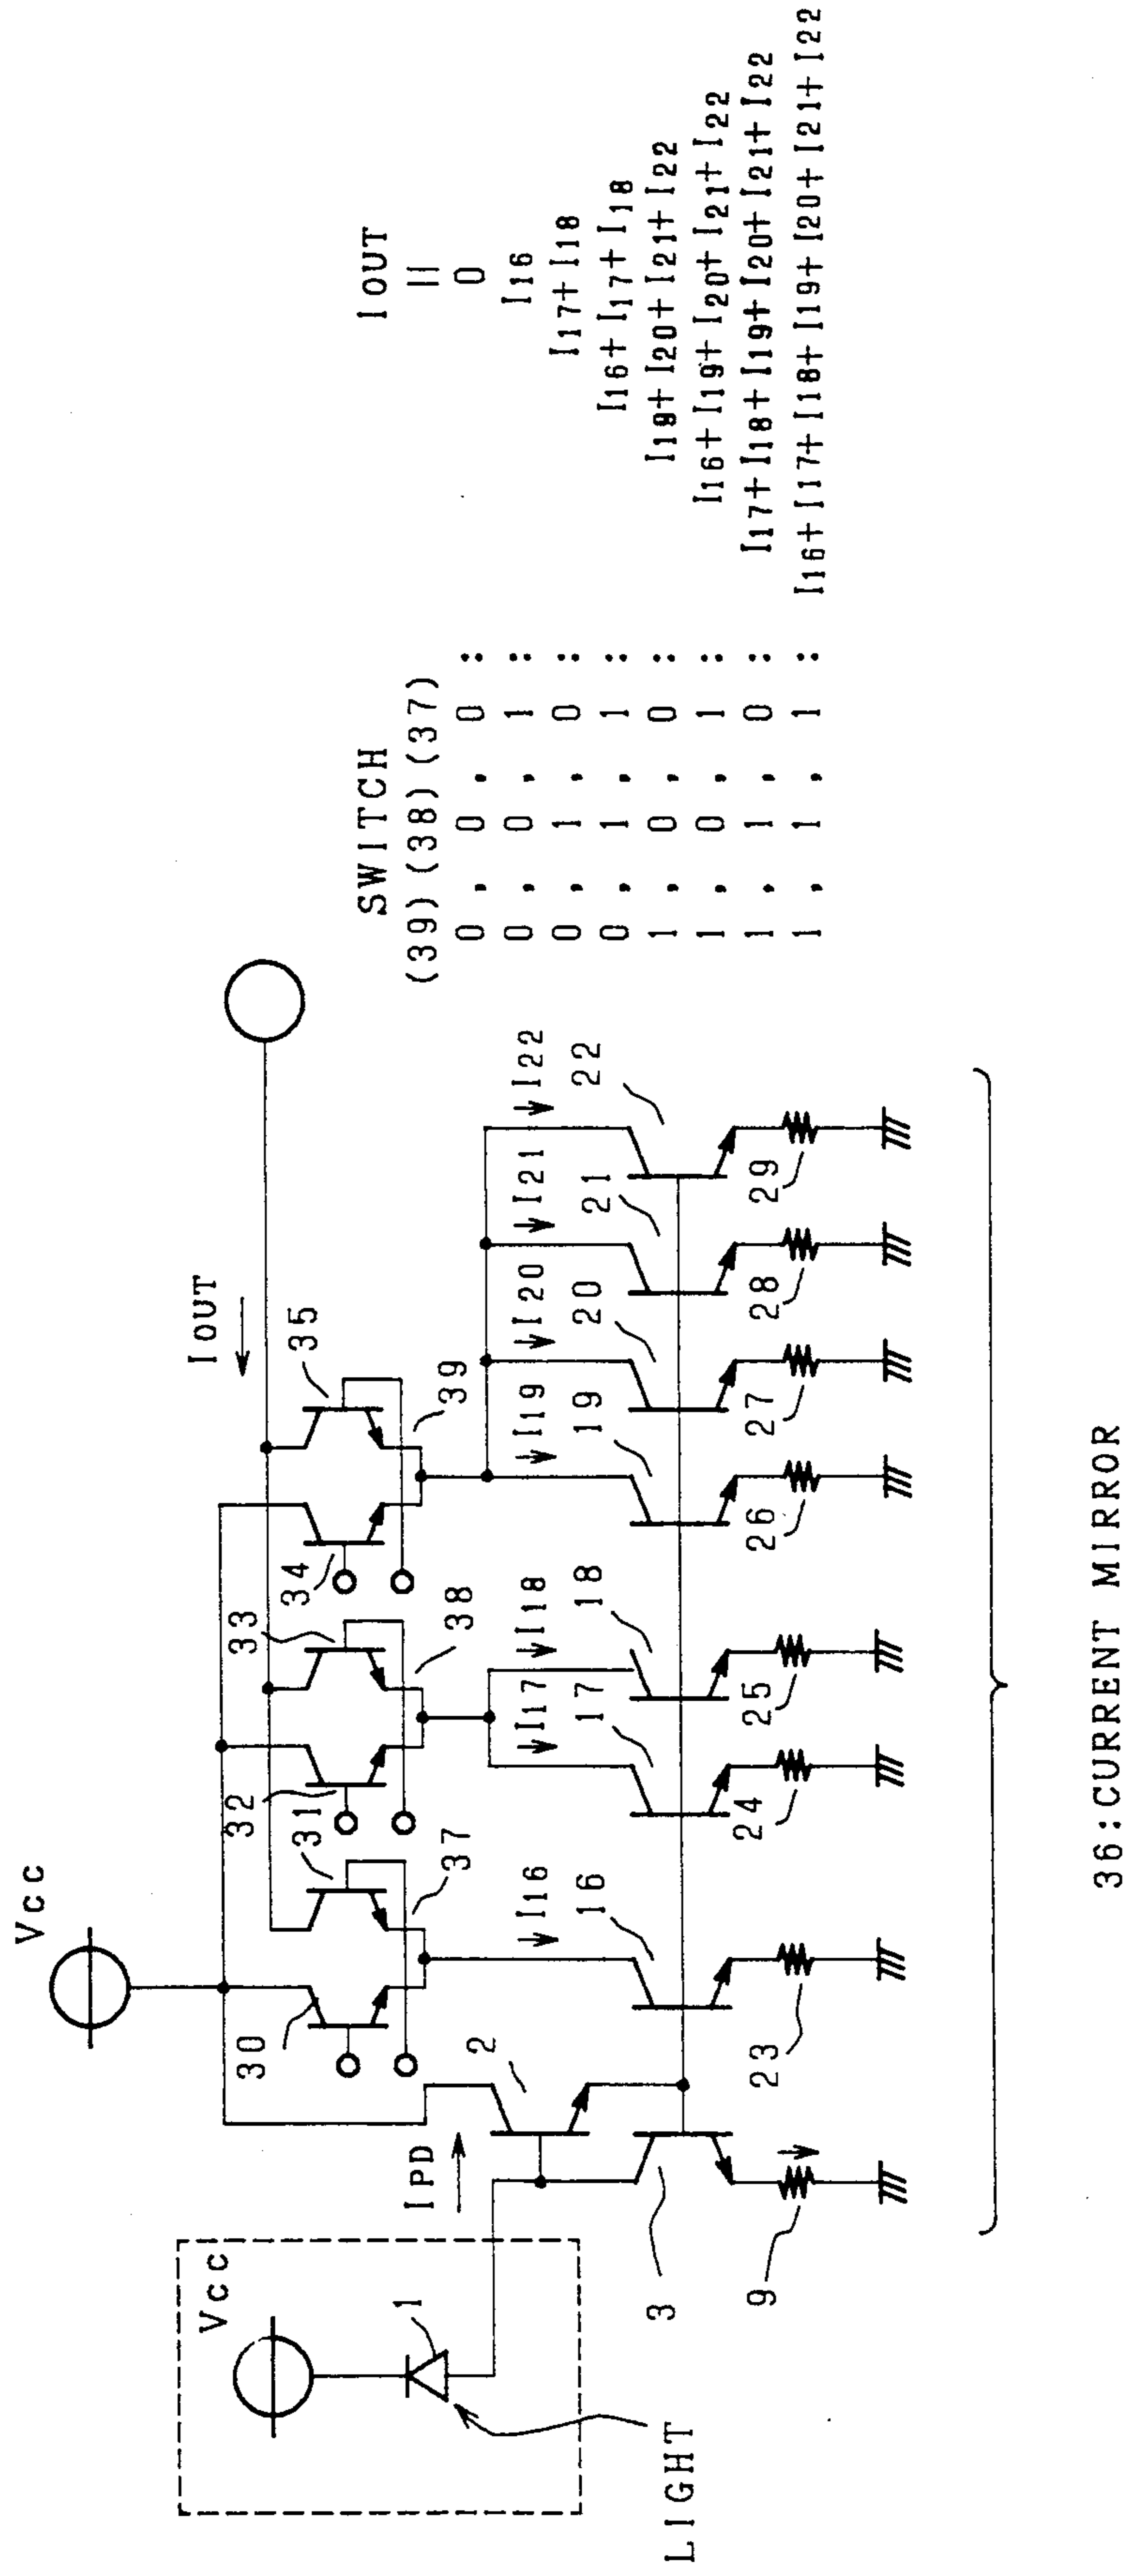 Vcc
Vcc
1
LIGHT
IPD
2
3
9
30
31
32
33
34
35
IOUT
37
38
39
I16
I17
I18
I19
I20
I21
I22
16
17
18
19
20
21
22
23
24
25
26
27
28
29
36:CURRENT MIRROR
SWITCH
(39)(38)(37)
IOUT
||
0, 0, 0 : 0
0, 0, 1 : I16
0, 1, 0 : I17+I18
0, 1, 1 : I16+I17+I18
1, 0, 0 : I19+I20+I21+I22
1, 0, 1 : I16+I19+I20+I21+I22
1, 1, 0 : I17+I18+I19+I20+I21+I22
1, 1, 1 : I16+I17+I18+I19+I20+I21+I22